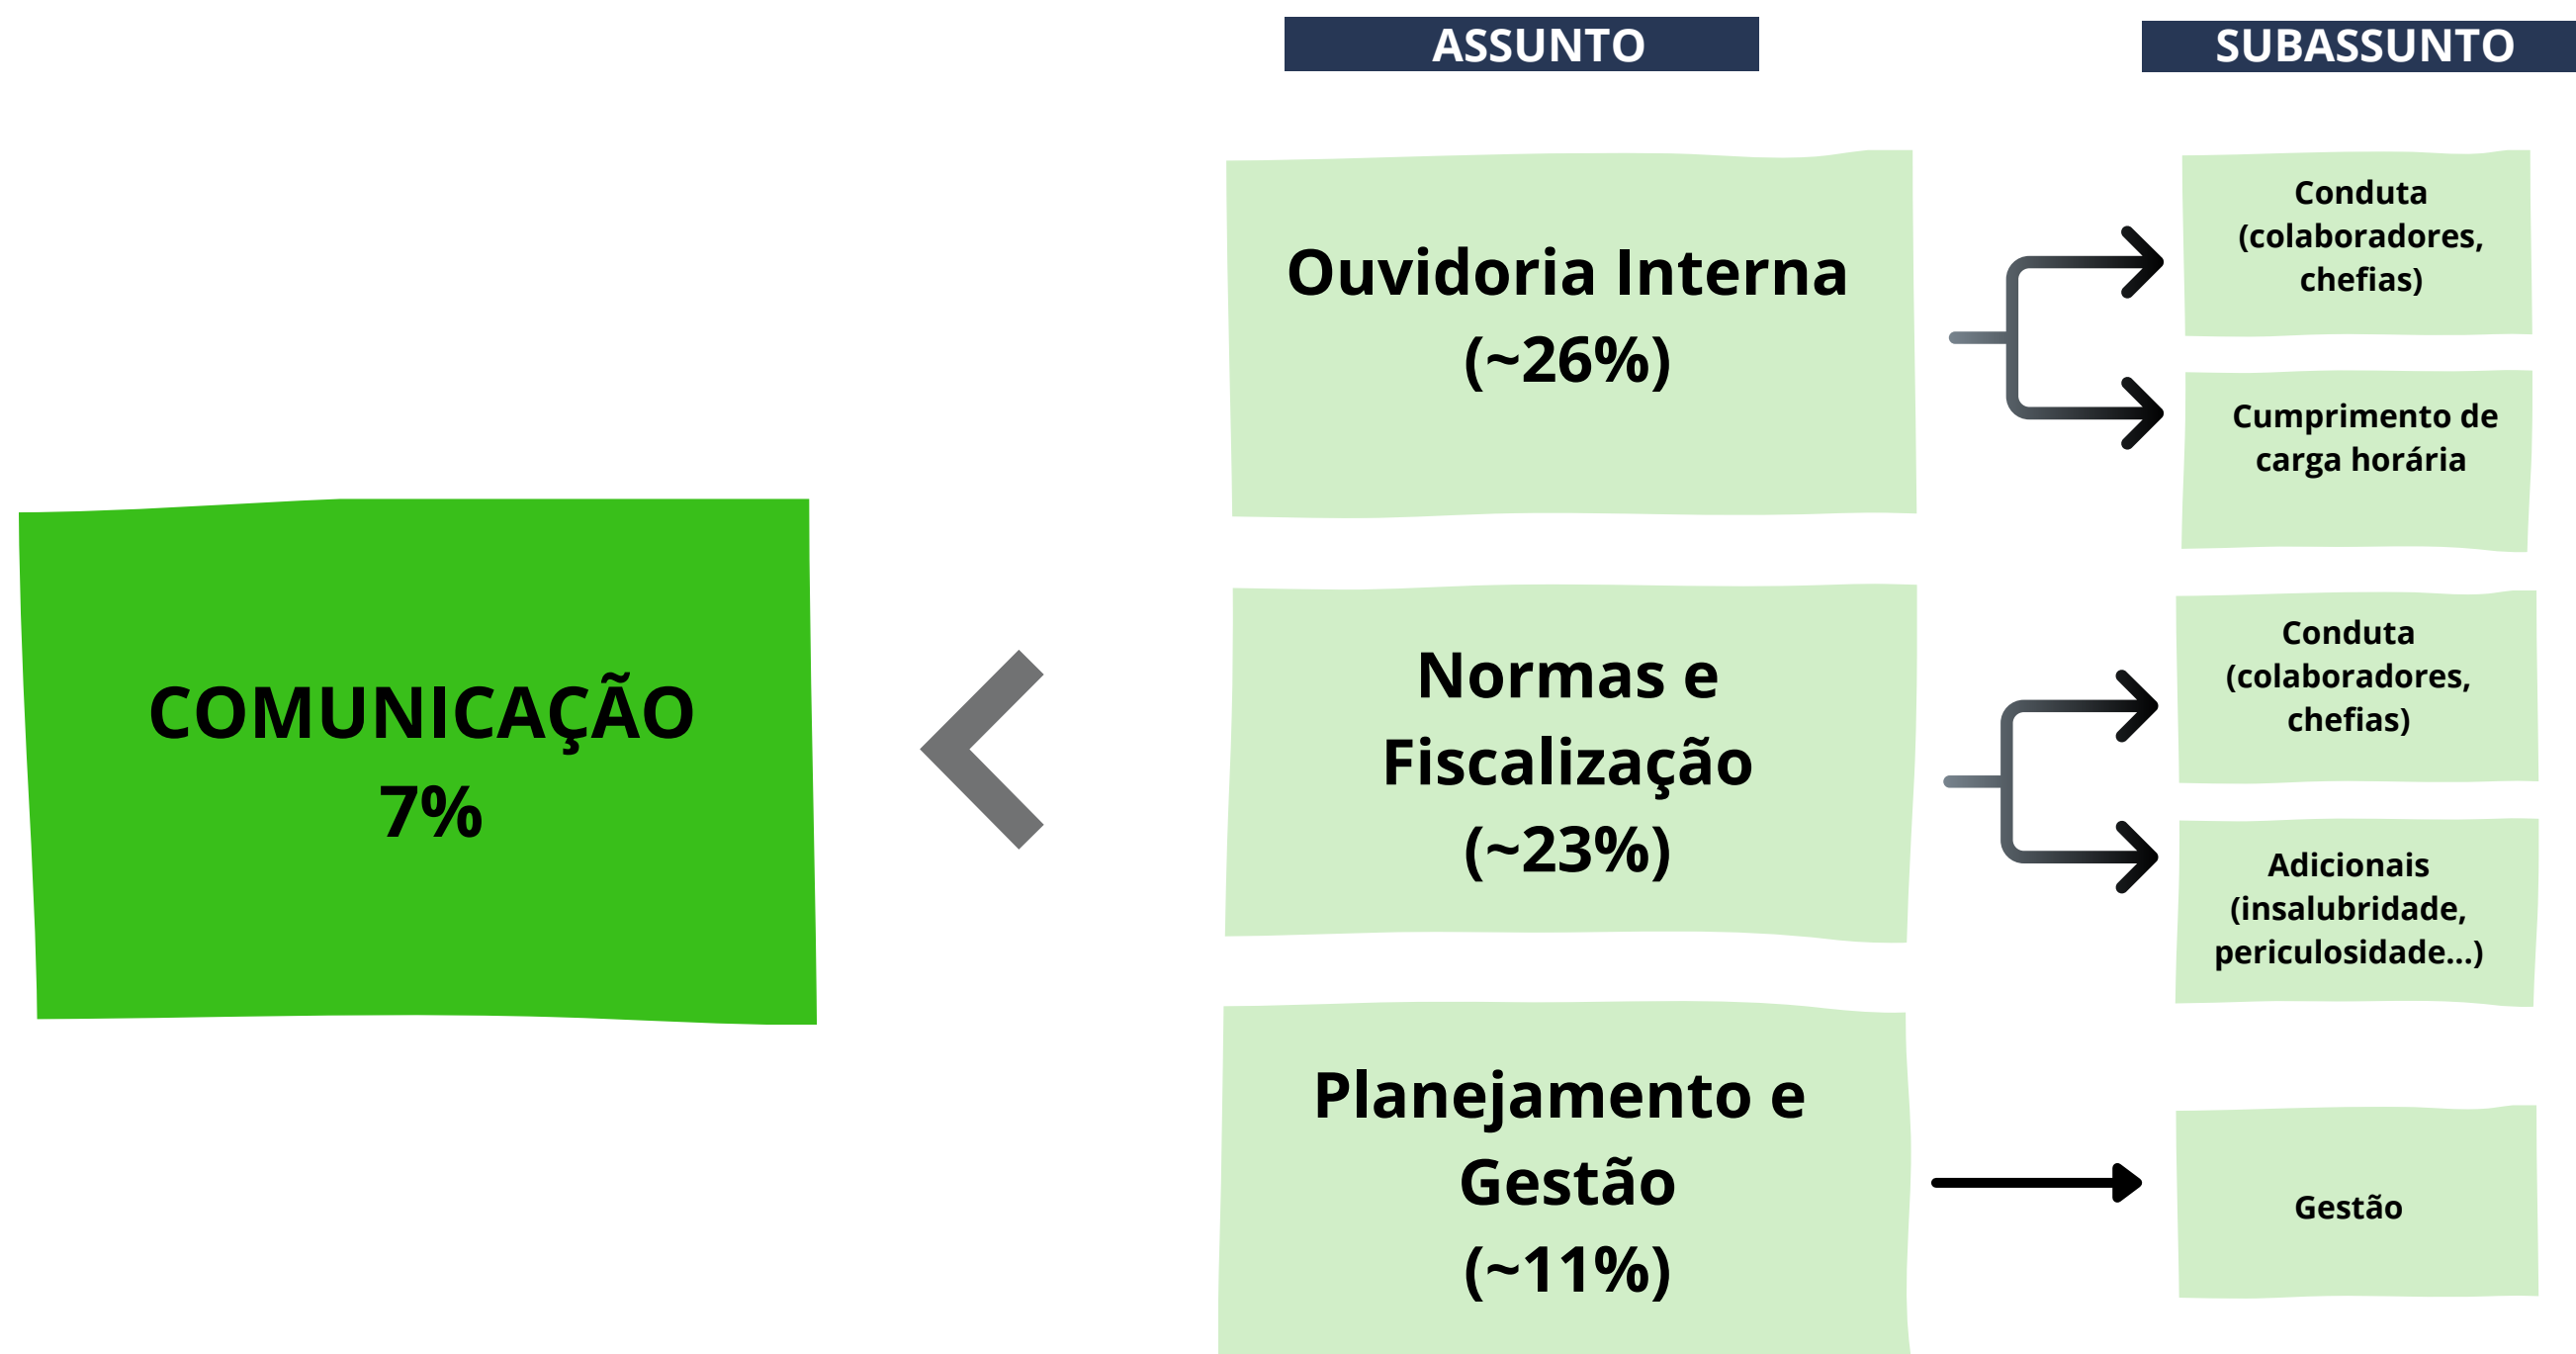 ASSUNTO
SUBASSUNTO
COMUNICAÇÃO
7%
Ouvidoria Interna
(~26%)
Conduta
(colaboradores,
chefias)
Cumprimento de
carga horária
Normas e
Fiscalização
(~23%)
Conduta
(colaboradores,
chefias)
Adicionais
(insalubridade,
periculosidade...)
Planejamento e
Gestão
(~11%)
Gestão